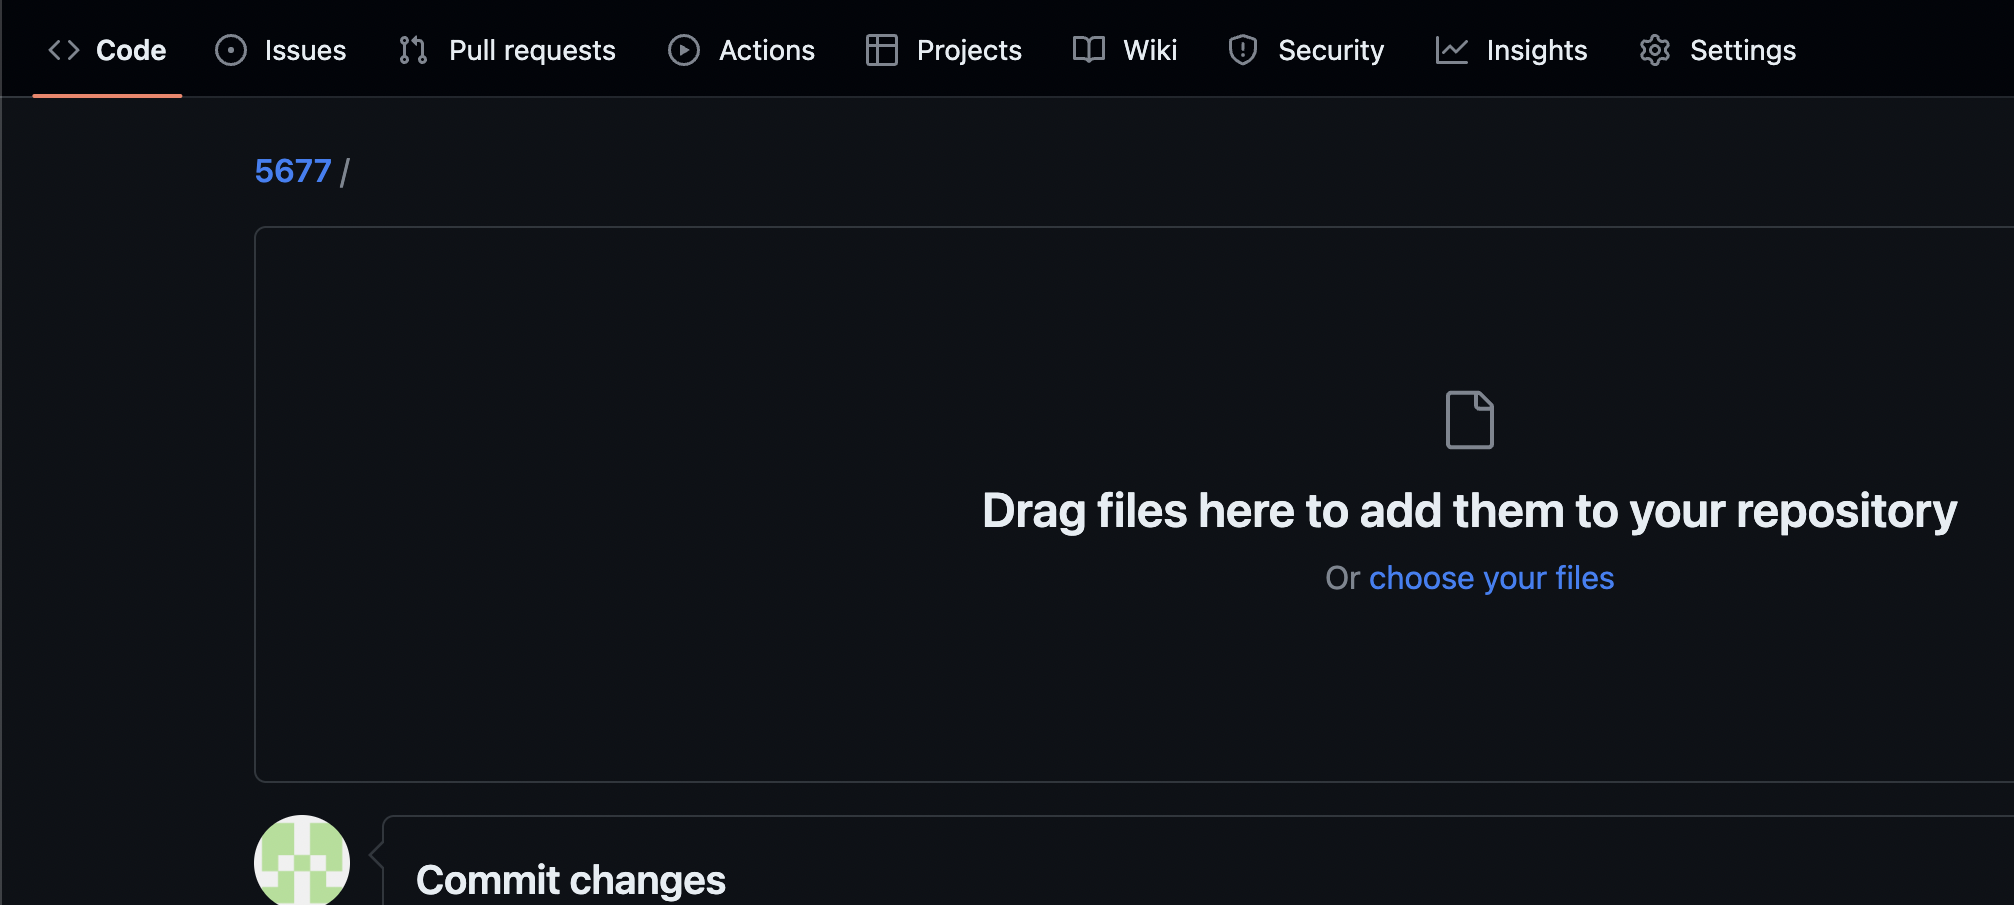 Code Issues Pull requests Actions Projects Wiki Security Insights Settings
5677 /
Drag files here to add them to your repository
Or choose your files
Commit changes